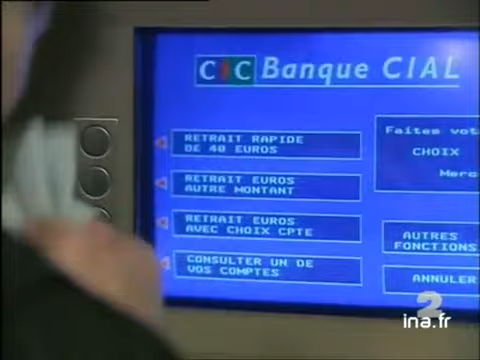 CIC Banque CIAL
RETRAIT RAPIDE
DE 40 EUROS
RETRAIT EUROS
AUTRE MONTANT
RETRAIT EUROS
AVEC CHOIX CPTE
CONSULTER UN DE
VOS COMPTES
Faites vot
CHOIX
Merc
AUTRES
FONCTIONS
ANNULER
2
ina.fr